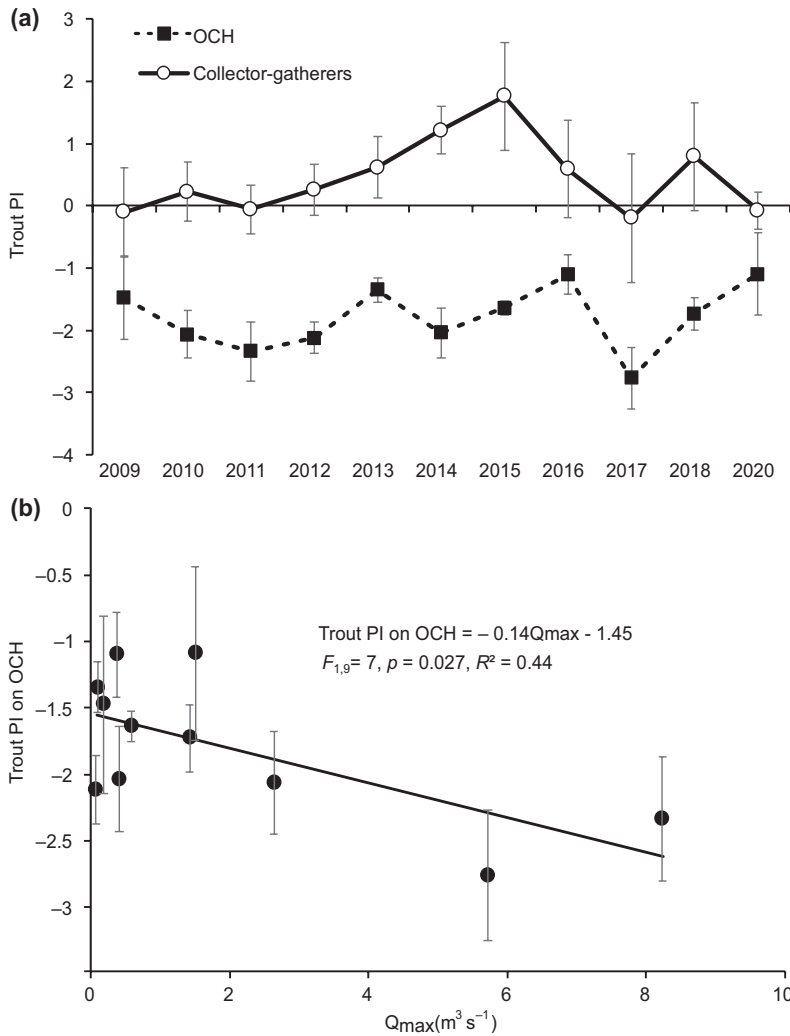 (a)
3
2
1
0
–1
–2
–3
–4
Trout PI
OCH
Collector-gatherers
2009 2010 2011 2012 2013 2014 2015 2016 2017 2018 2020
(b)
0
–0.5
–1
–1.5
–2
–2.5
–3
Trout PI on OCH
Trout PI on OCH = – 0.14Qmax - 1.45
F1,9= 7, p = 0.027, R² = 0.44
0 2 4 6 8 10
Qmax(m³ s⁻¹)